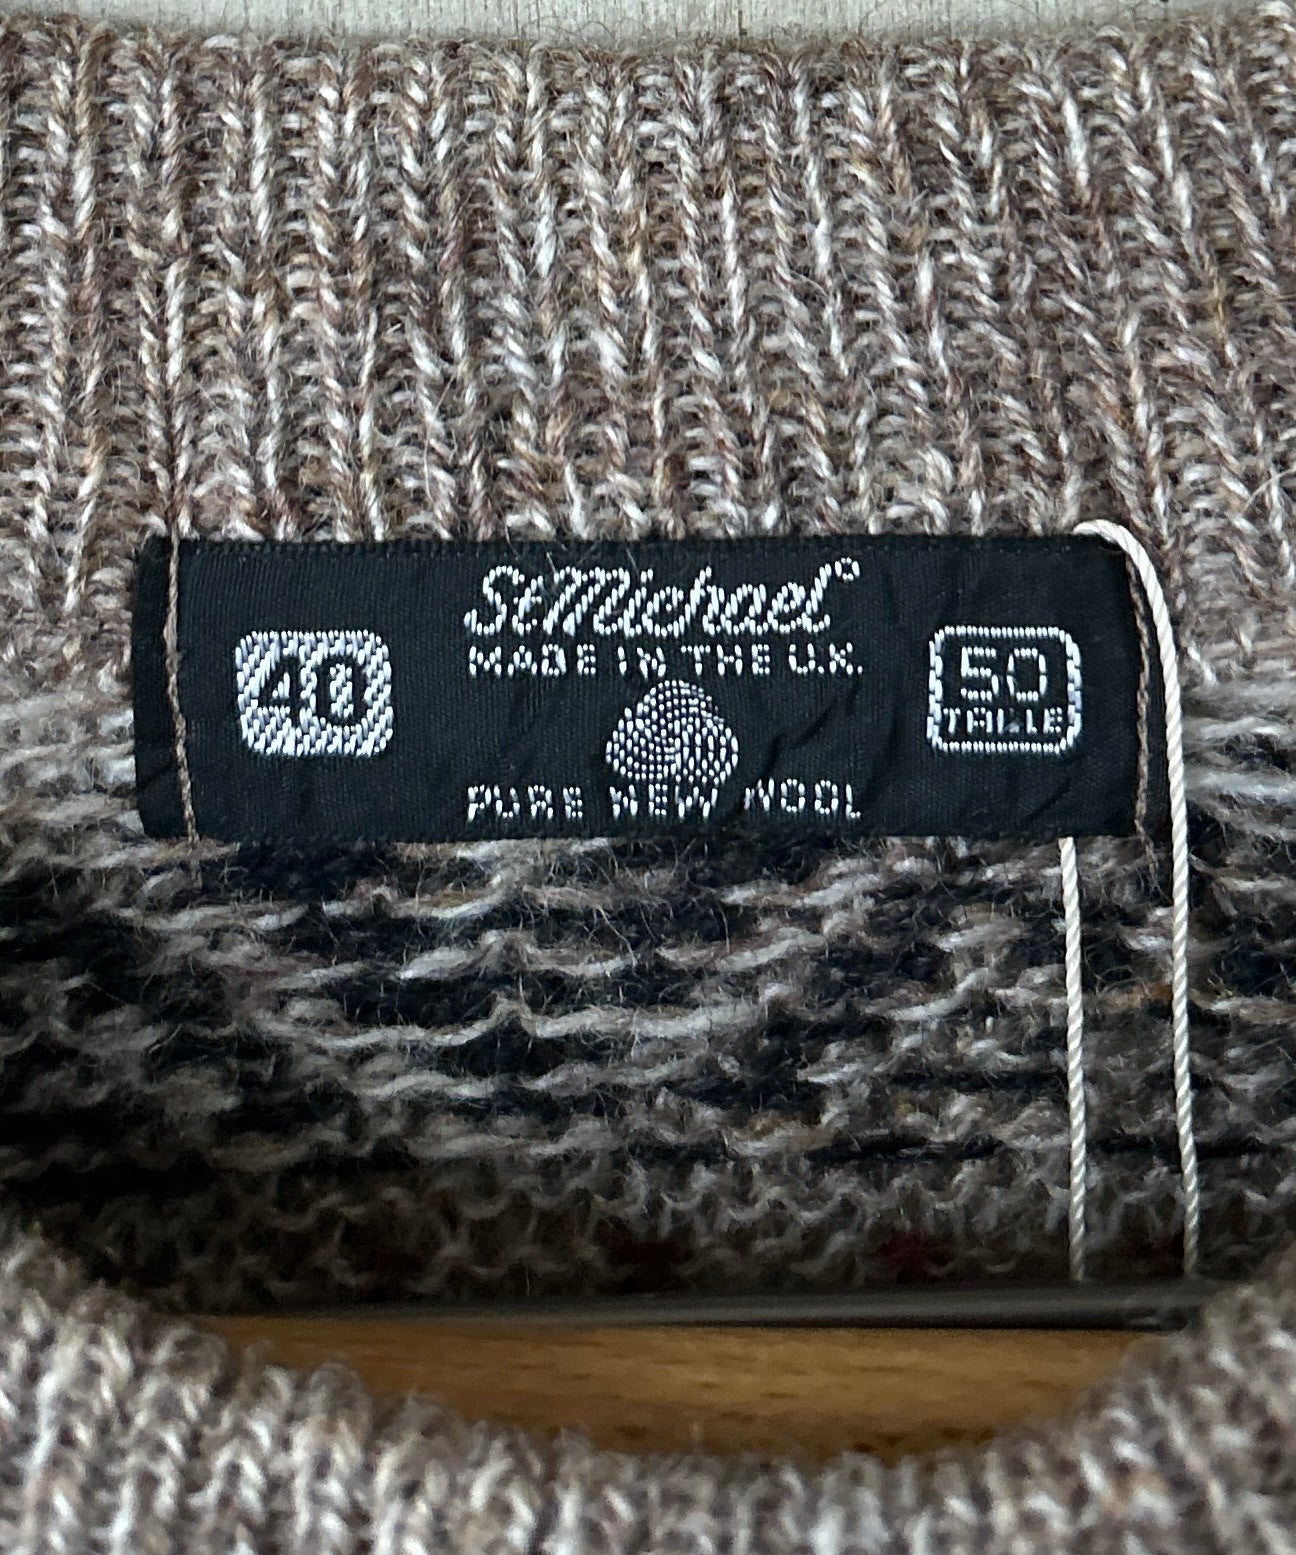 St Michael®
MADE IN THE U.K.
40
50
TAILLE
PURE NEW WOOL